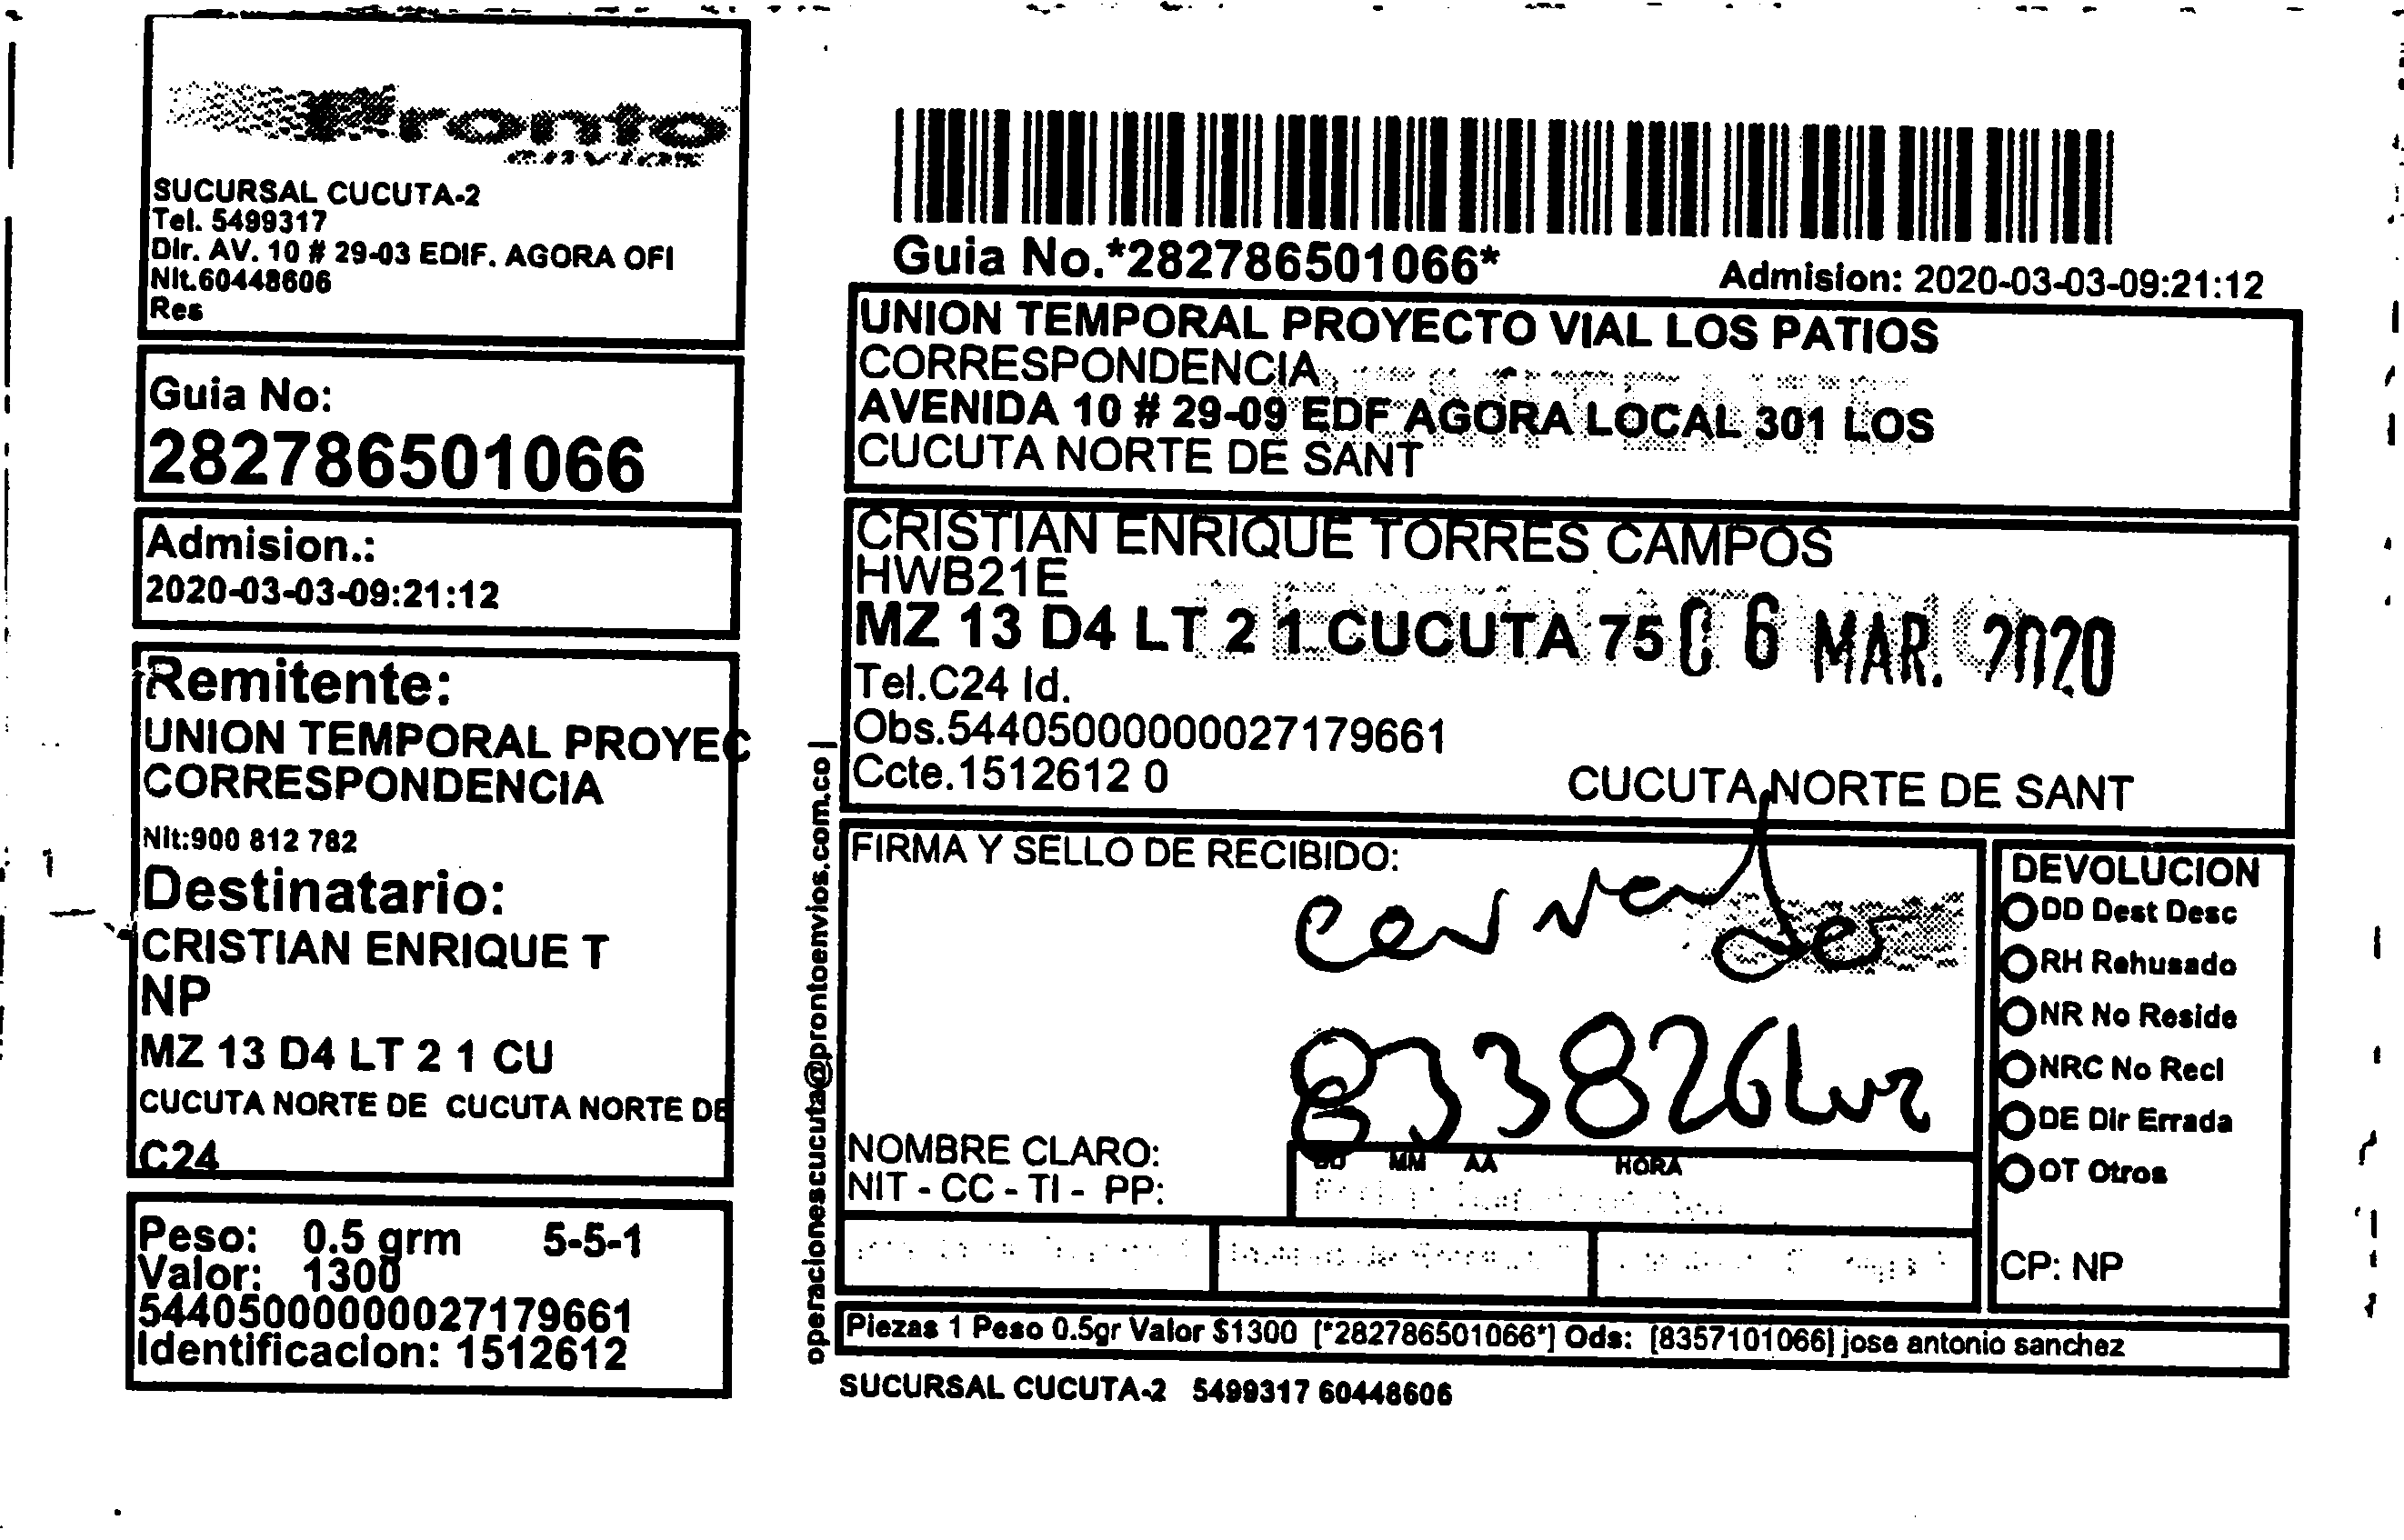 Pronto
envios
SUCURSAL CUCUTA-2
Tel. 5499317
Dir. AV. 10 # 29-03 EDIF. AGORA OFI
Nit.60448606
Res
Guia No:
282786501066
Admision.:
2020-03-03-09:21:12
Remitente:
UNION TEMPORAL PROYEC
CORRESPONDENCIA
Nit:900 812 782
Destinatario:
CRISTIAN ENRIQUE T
NP
MZ 13 D4 LT 2 1 CU
CUCUTA NORTE DE CUCUTA NORTE DE
C24
Peso: 0.5 grm 5-5-1
Valor: 1300
544050000000027179661
Identificacion: 1512612
operacionescucuta@prontoenvios.com.co |
Guia No.*282786501066*
Admision: 2020-03-03-09:21:12
UNION TEMPORAL PROYECTO VIAL LOS PATIOS
CORRESPONDENCIA
AVENIDA 10 # 29-09 EDF AGORA LOCAL 301 LOS
CUCUTA NORTE DE SANT
CRISTIAN ENRIQUE TORRES CAMPOS
HWB21E
MZ 13 D4 LT 2 1 CUCUTA 75
06 MAR. 2020
Tel.C24 Id.
Obs.544050000000027179661
Ccte.1512612 0
CUCUTA NORTE DE SANT
FIRMA Y SELLO DE RECIBIDO:
NOMBRE CLARO:
NIT - CC - TI - PP:
DD MM AA HORA
DEVOLUCION
DD Dest Desc
RH Rehusado
NR No Reside
NRC No Recl
DE Dir Errada
OT Otros
CP: NP
Piezas 1 Peso 0.5gr Valor $1300 [*282786501066*] Ods: [8357101066] jose antonio sanchez
SUCURSAL CUCUTA-2 5499317 60448606